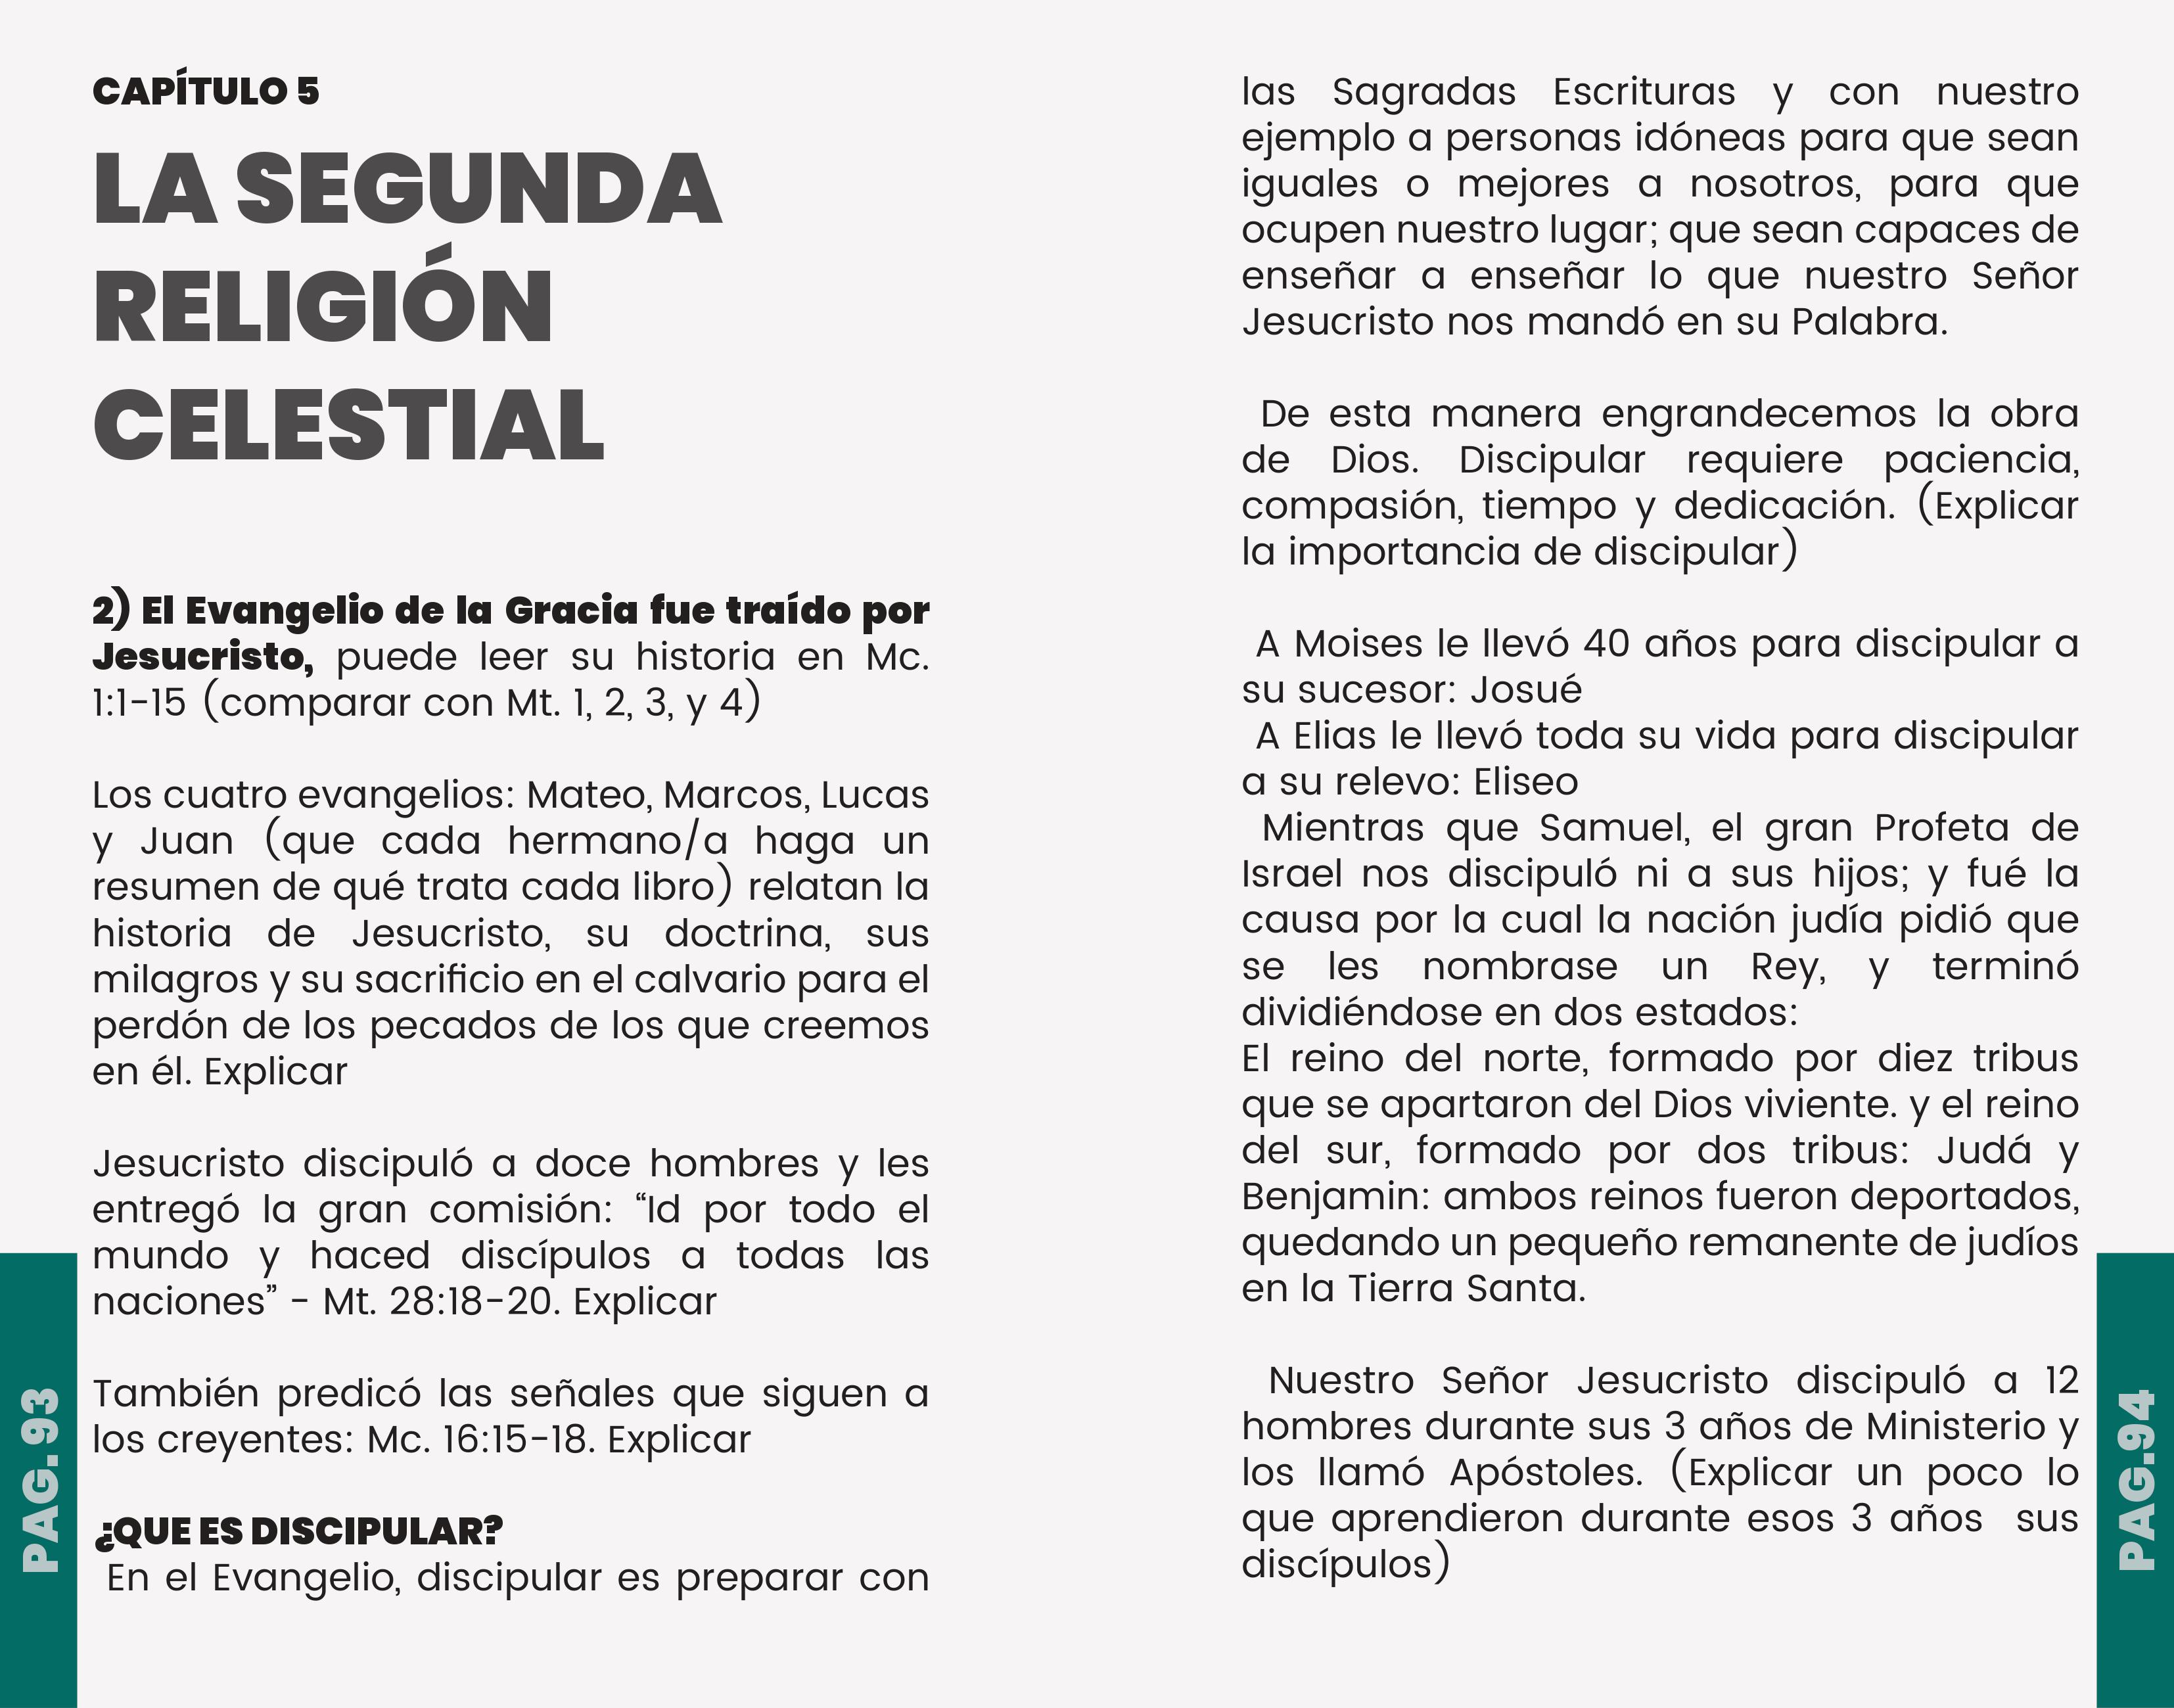 CAPÍTULO 5
LA SEGUNDA
RELIGIÓN
CELESTIAL
2) El Evangelio de la Gracia fue traído por
Jesucristo, puede leer su historia en Mc.
1:1-15 (comparar con Mt. 1, 2, 3, y 4)
Los cuatro evangelios: Mateo, Marcos, Lucas
y Juan (que cada hermano/a haga un
resumen de qué trata cada libro) relatan la
historia de Jesucristo, su doctrina, sus
milagros y su sacrificio en el calvario para el
perdón de los pecados de los que creemos
en él. Explicar
Jesucristo discipuló a doce hombres y les
entregó la gran comisión: “Id por todo el
mundo y haced discípulos a todas las
naciones” - Mt. 28:18-20. Explicar
También predicó las señales que siguen a
los creyentes: Mc. 16:15-18. Explicar
¿QUE ES DISCIPULAR?
En el Evangelio, discipular es preparar con
PAG. 93
las Sagradas Escrituras y con nuestro
ejemplo a personas idóneas para que sean
iguales o mejores a nosotros, para que
ocupen nuestro lugar; que sean capaces de
enseñar a enseñar lo que nuestro Señor
Jesucristo nos mandó en su Palabra.
De esta manera engrandecemos la obra
de Dios. Discipular requiere paciencia,
compasión, tiempo y dedicación. (Explicar
la importancia de discipular)
A Moises le llevó 40 años para discipular a
su sucesor: Josué
A Elias le llevó toda su vida para discipular
a su relevo: Eliseo
Mientras que Samuel, el gran Profeta de
Israel nos discipuló ni a sus hijos; y fué la
causa por la cual la nación judía pidió que
se les nombrase un Rey, y terminó
dividiéndose en dos estados:
El reino del norte, formado por diez tribus
que se apartaron del Dios viviente. y el reino
del sur, formado por dos tribus: Judá y
Benjamin: ambos reinos fueron deportados,
quedando un pequeño remanente de judíos
en la Tierra Santa.
Nuestro Señor Jesucristo discipuló a 12
hombres durante sus 3 años de Ministerio y
los llamó Apóstoles. (Explicar un poco lo
que aprendieron durante esos 3 años sus
discípulos)
PAG.94